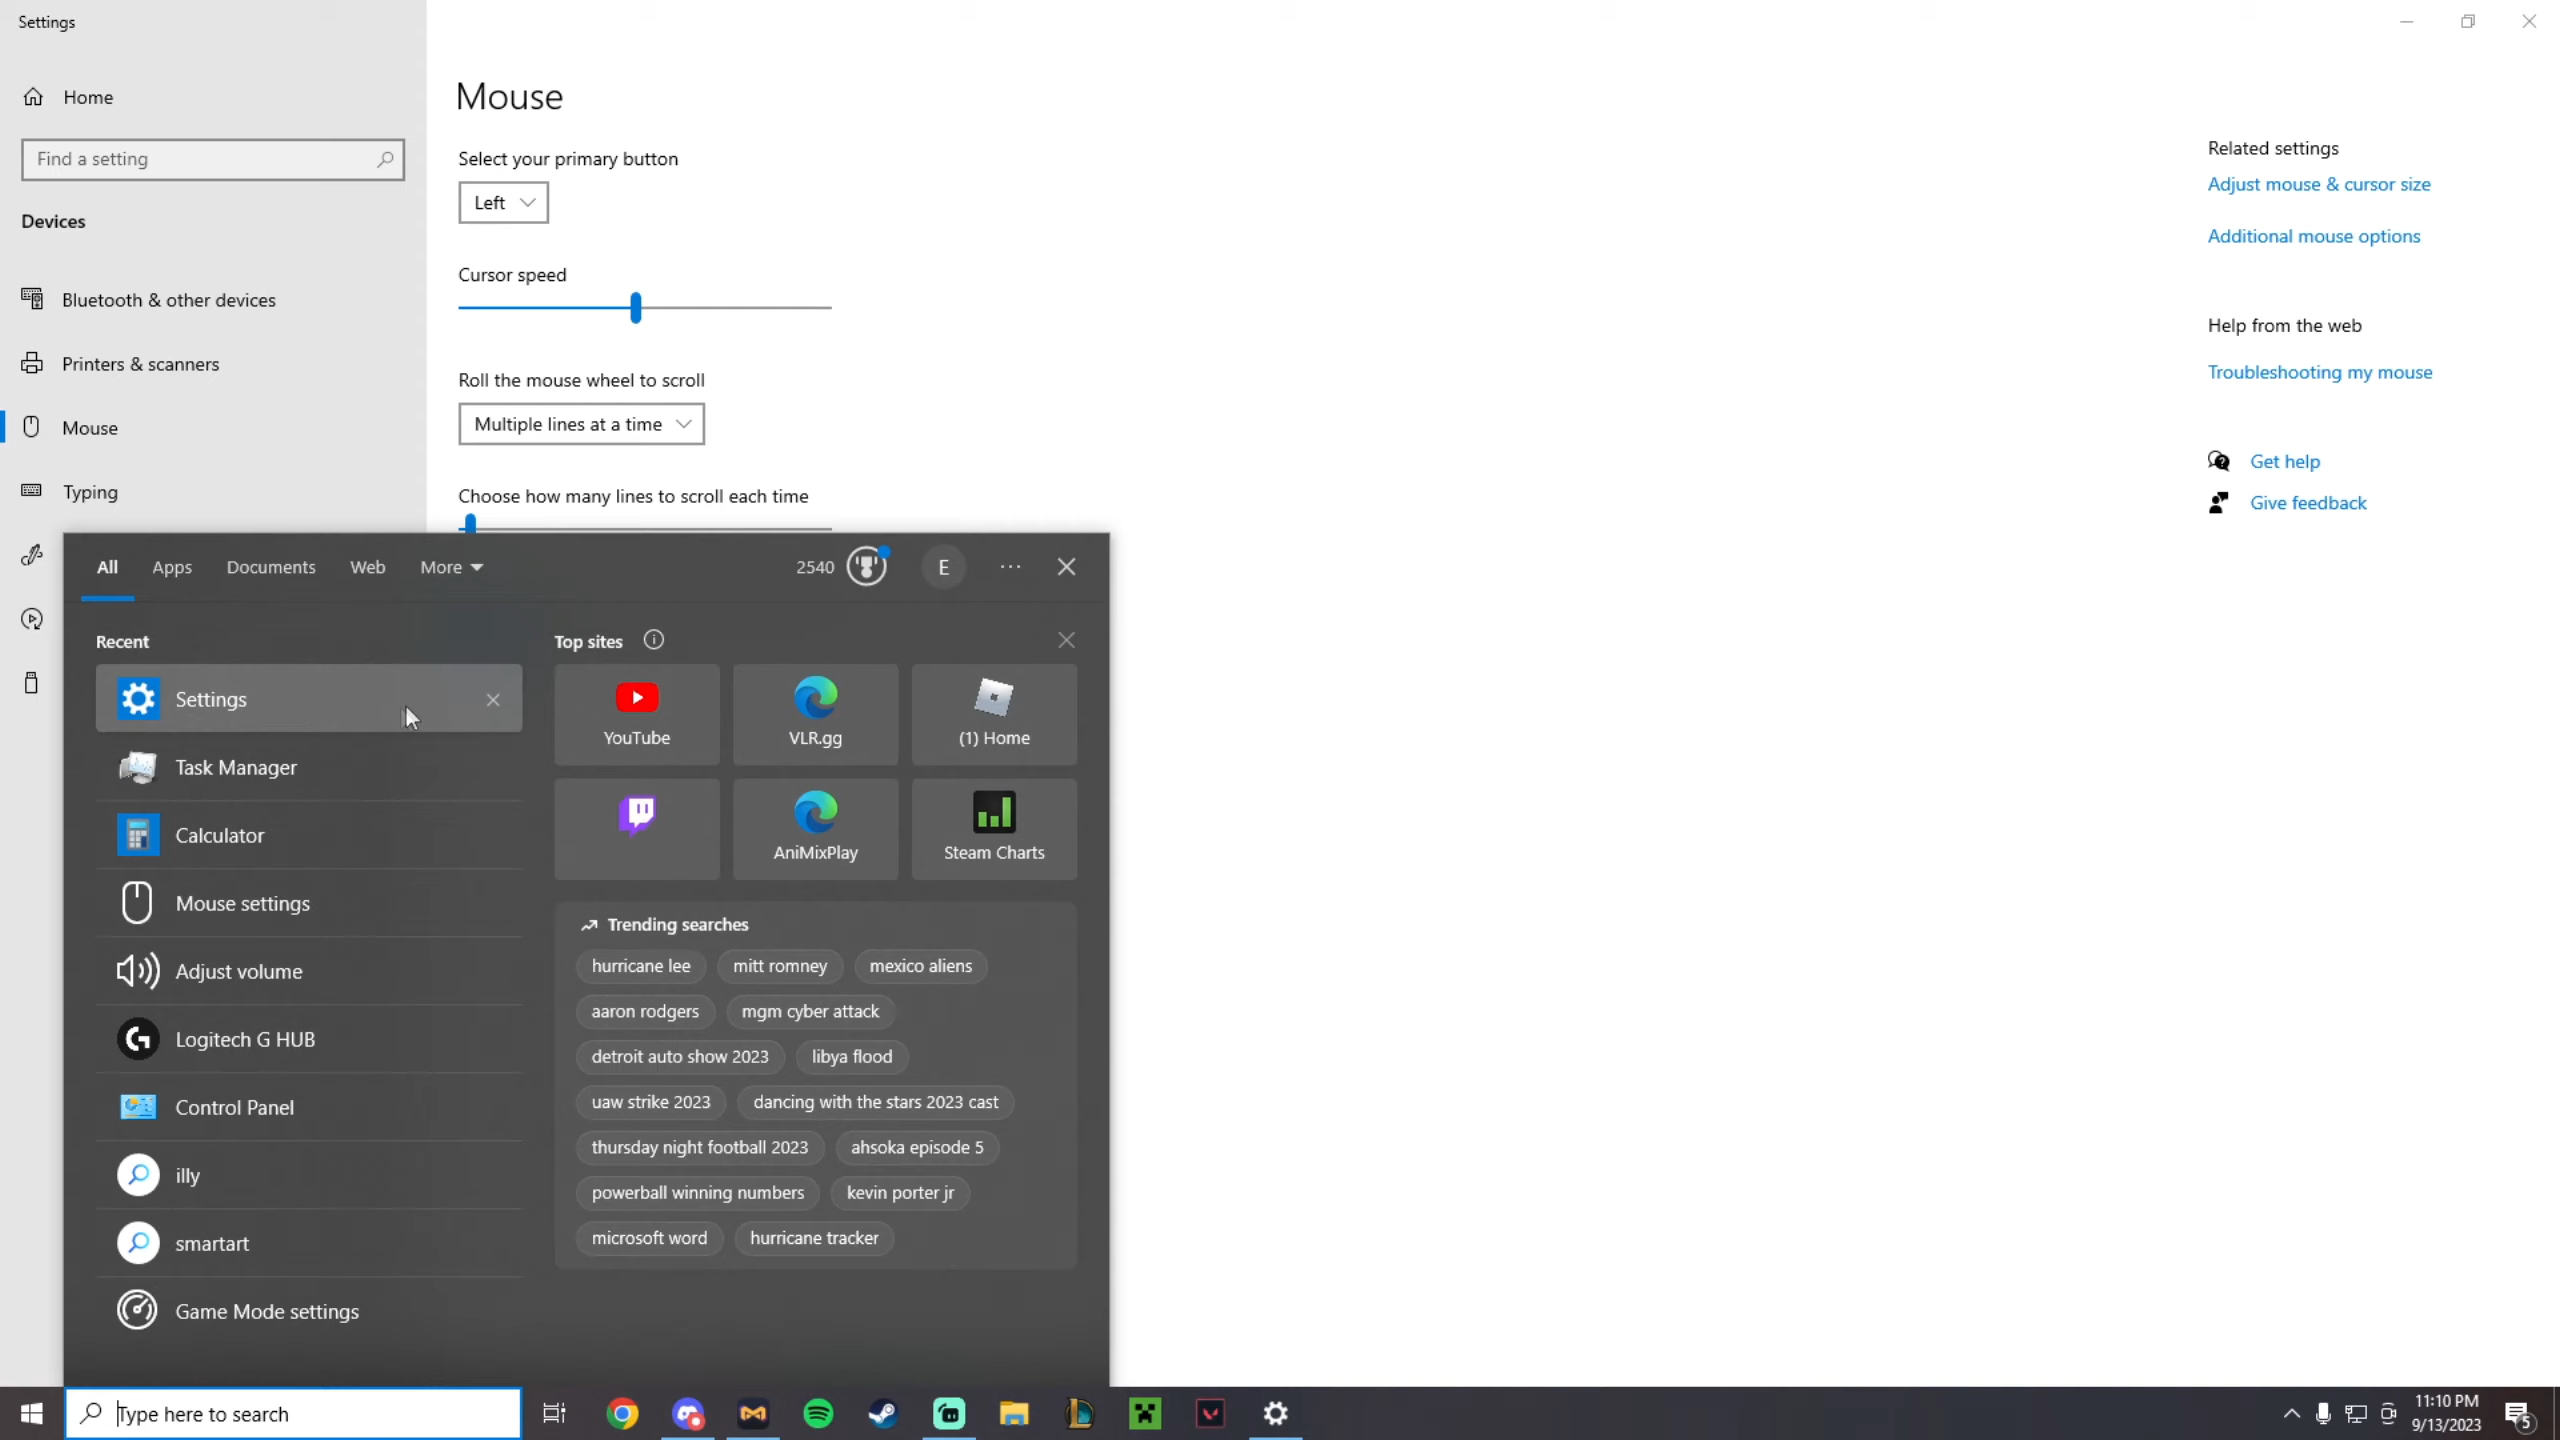 Settings
Home
Find a setting
Devices
Bluetooth & other devices
Printers & scanners
Mouse
Typing
Mouse
Select your primary button
Left
Cursor speed
Roll the mouse wheel to scroll
Multiple lines at a time
Choose how many lines to scroll each time
Related settings
Adjust mouse & cursor size
Additional mouse options
Help from the web
Troubleshooting my mouse
Get help
Give feedback
All Apps Documents Web More
2540
E
Recent
Settings
Task Manager
Calculator
Mouse settings
Adjust volume
Logitech G HUB
Control Panel
illy
smartart
Game Mode settings
Top sites
YouTube
VLR.gg
(1) Home
AniMixPlay
Steam Charts
Trending searches
hurricane lee mitt romney mexico aliens
aaron rodgers mgm cyber attack
detroit auto show 2023 libya flood
uaw strike 2023 dancing with the stars 2023 cast
thursday night football 2023 ahsoka episode 5
powerball winning numbers kevin porter jr
microsoft word hurricane tracker
Type here to search
11:10 PM
9/13/2023
5